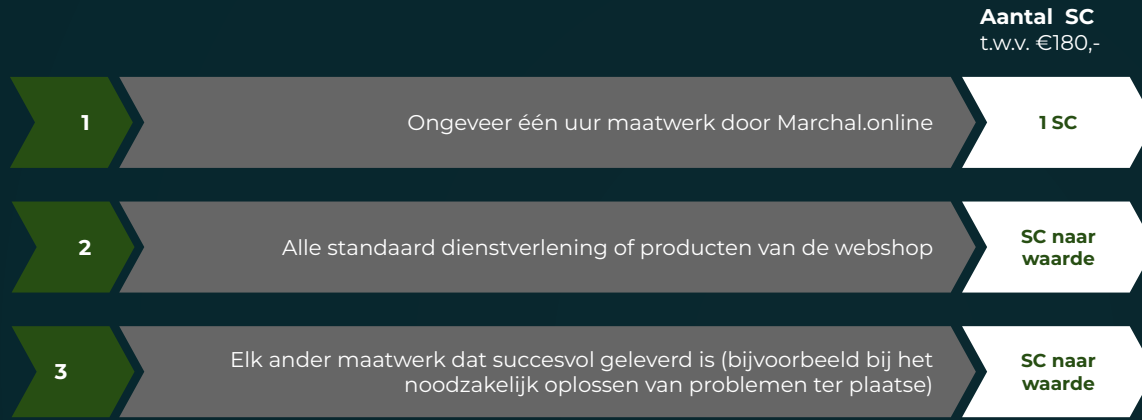 Aantal SC
t.w.v. €180,-
1
Ongeveer één uur maatwerk door Marchal.online
1 SC
2
Alle standaard dienstverlening of producten van de webshop
SC naar
waarde
3
Elk ander maatwerk dat succesvol geleverd is (bijvoorbeeld bij het
noodzakelijk oplossen van problemen ter plaatse)
SC naar
waarde